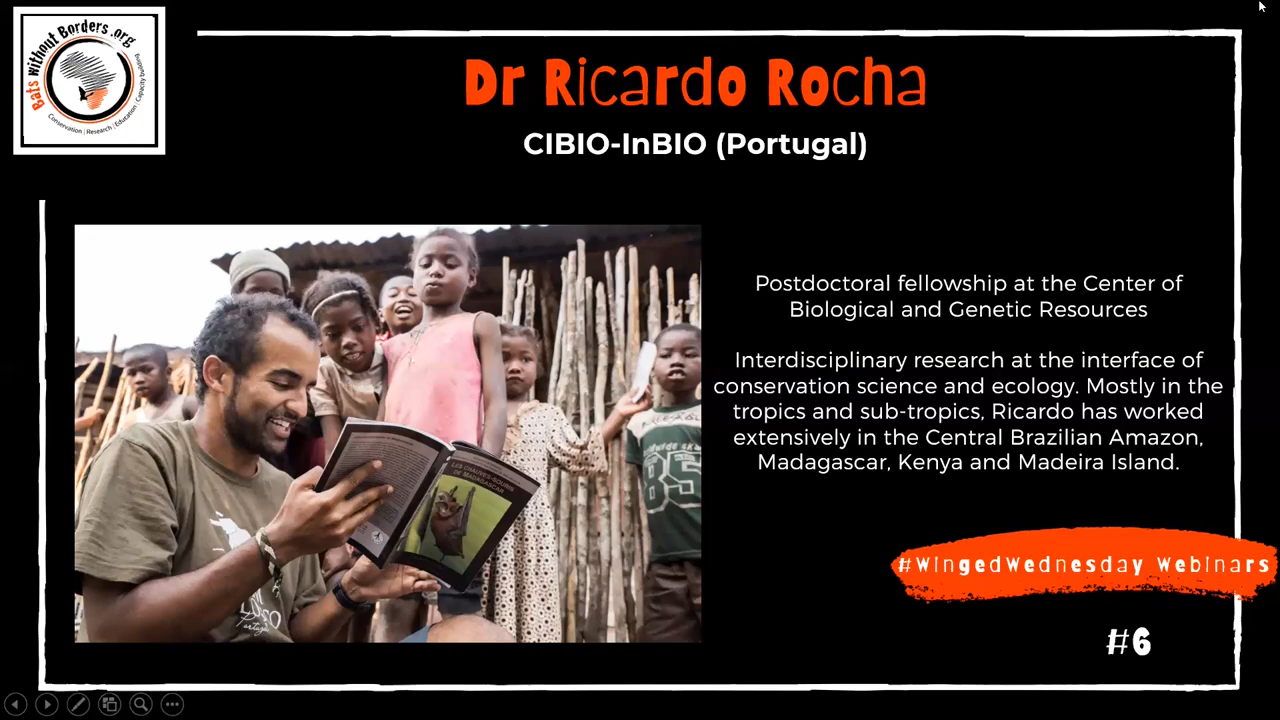 Bats without Borders .org
Conservation | Research | Education | Capacity building
Dr Ricardo Rocha
CIBIO-InBIO (Portugal)
Postdoctoral fellowship at the Center of
Biological and Genetic Resources
Interdisciplinary research at the interface of
conservation science and ecology. Mostly in the
tropics and sub-tropics, Ricardo has worked
extensively in the Central Brazilian Amazon,
Madagascar, Kenya and Madeira Island.
LES CHAUVES-SOURIS
DE MADAGASCAR
85
Portugal
#WingedWednesday Webinars
#6